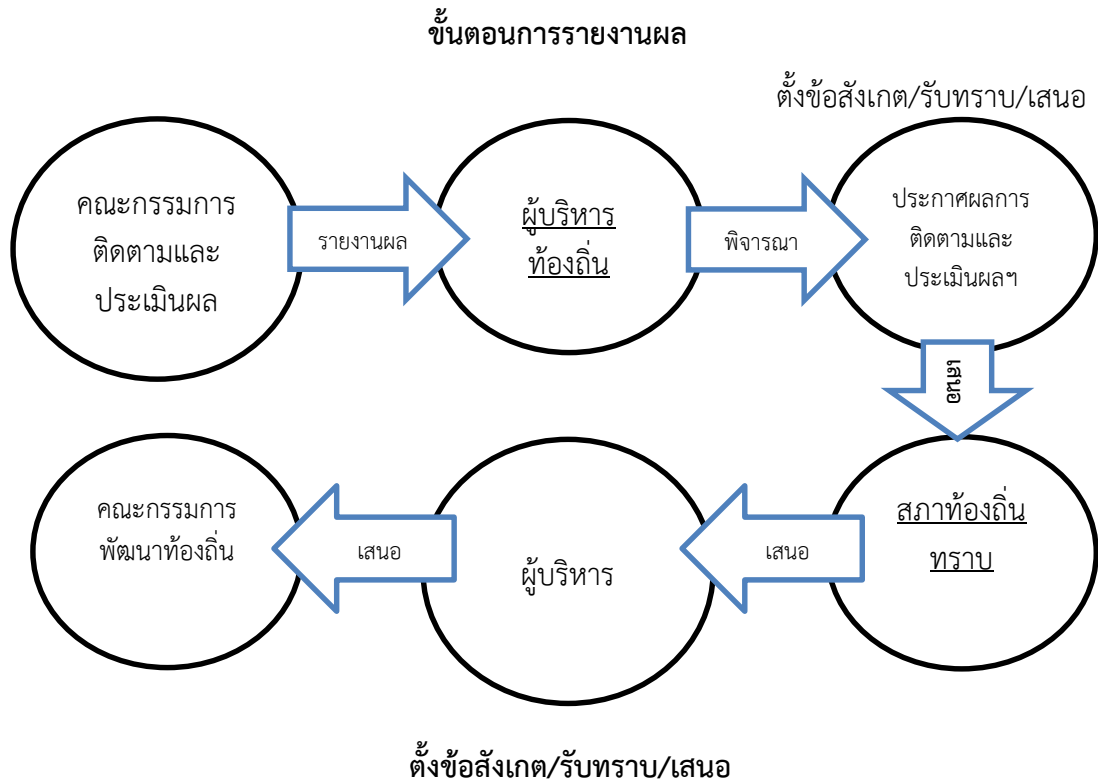 ขั้นตอนการรายงานผล
ตั้งข้อสังเกต/รับทราบ/เสนอ
คณะกรรมการ
ติดตามและ
ประเมินผล
รายงานผล
ผู้บริหาร
ท้องถิ่น
พิจารณา
ประกาศผลการ
ติดตามและ
ประเมินผลฯ
เสนอ
สภาท้องถิ่น
ทราบ
เสนอ
ผู้บริหาร
เสนอ
คณะกรรมการ
พัฒนาท้องถิ่น
ตั้งข้อสังเกต/รับทราบ/เสนอ